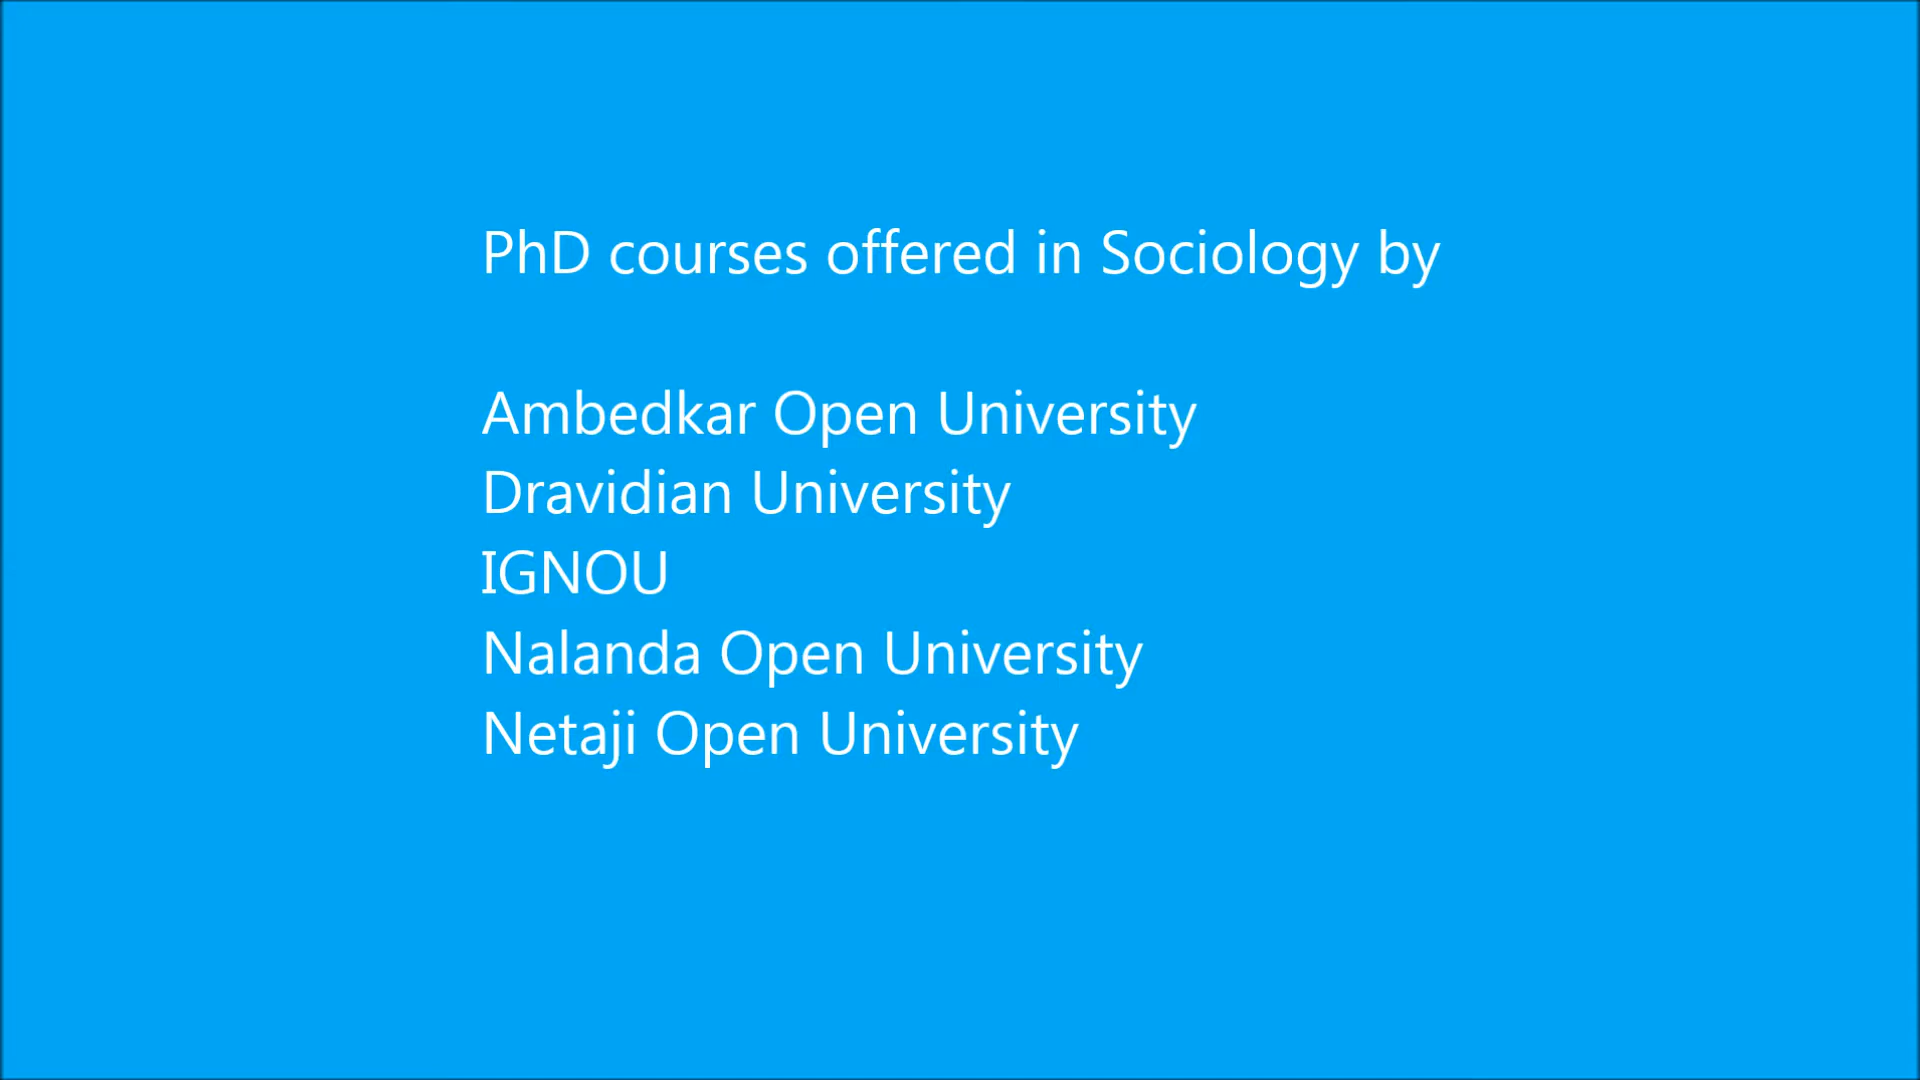 PhD courses offered in Sociology by
Ambedkar Open University
Dravidian University
IGNOU
Nalanda Open University
Netaji Open University